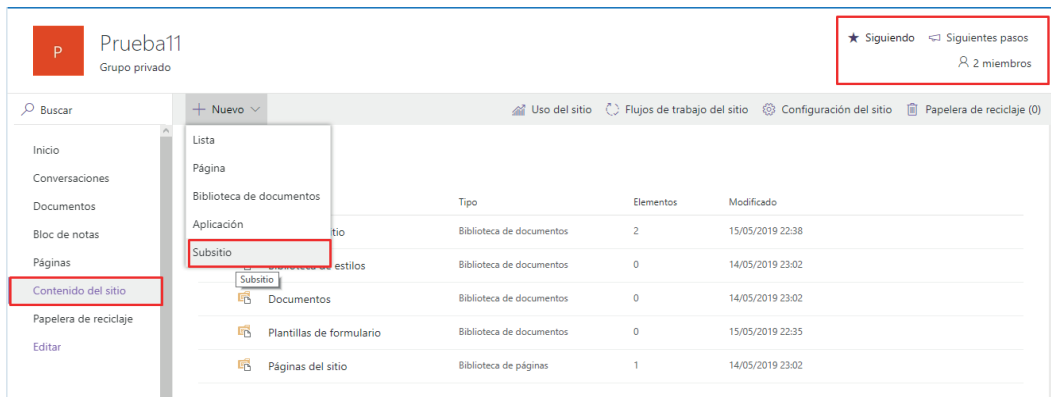 P
Prueba11
Grupo privado
Siguiendo Siguientes pasos
2 miembros
Buscar
Nuevo
Uso del sitio Flujos de trabajo del sitio Configuración del sitio Papelera de reciclaje (0)
Inicio
Conversaciones
Documentos
Bloc de notas
Páginas
Contenido del sitio
Papelera de reciclaje
Editar
Lista
Página
Biblioteca de documentos
Aplicación
Subsitio
Subsitio
Tipo Elementos Modificado
tio Biblioteca de documentos 2 15/05/2019 22:38
Biblioteca de estilos Biblioteca de documentos 0 14/05/2019 23:02
Documentos Biblioteca de documentos 0 14/05/2019 23:02
Plantillas de formulario Biblioteca de documentos 0 15/05/2019 22:35
Páginas del sitio Biblioteca de páginas 1 14/05/2019 23:02